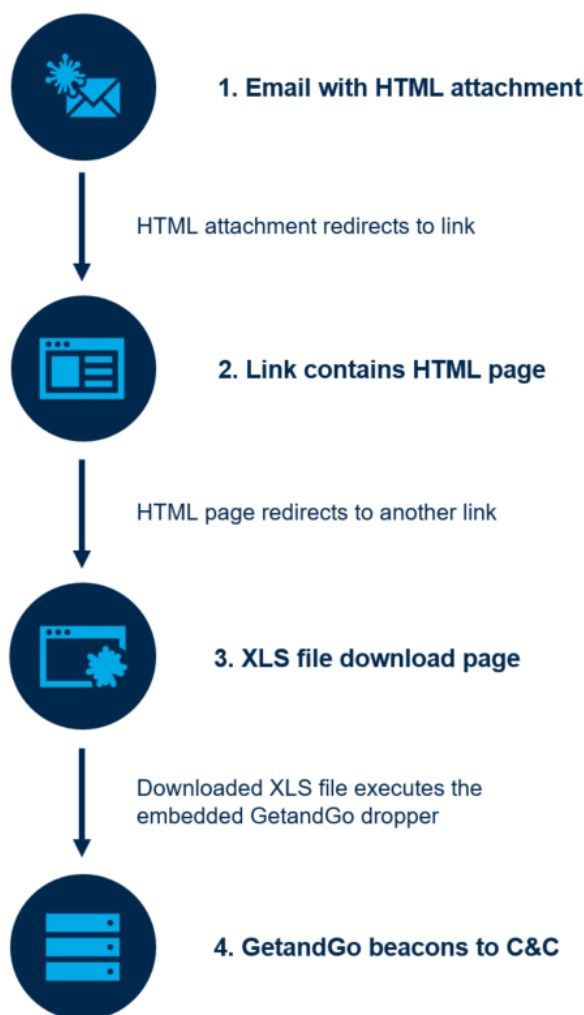 1. Email with HTML attachment
HTML attachment redirects to link
2. Link contains HTML page
HTML page redirects to another link
3. XLS file download page
Downloaded XLS file executes the
embedded GetandGo dropper
4. GetandGo beacons to C&C